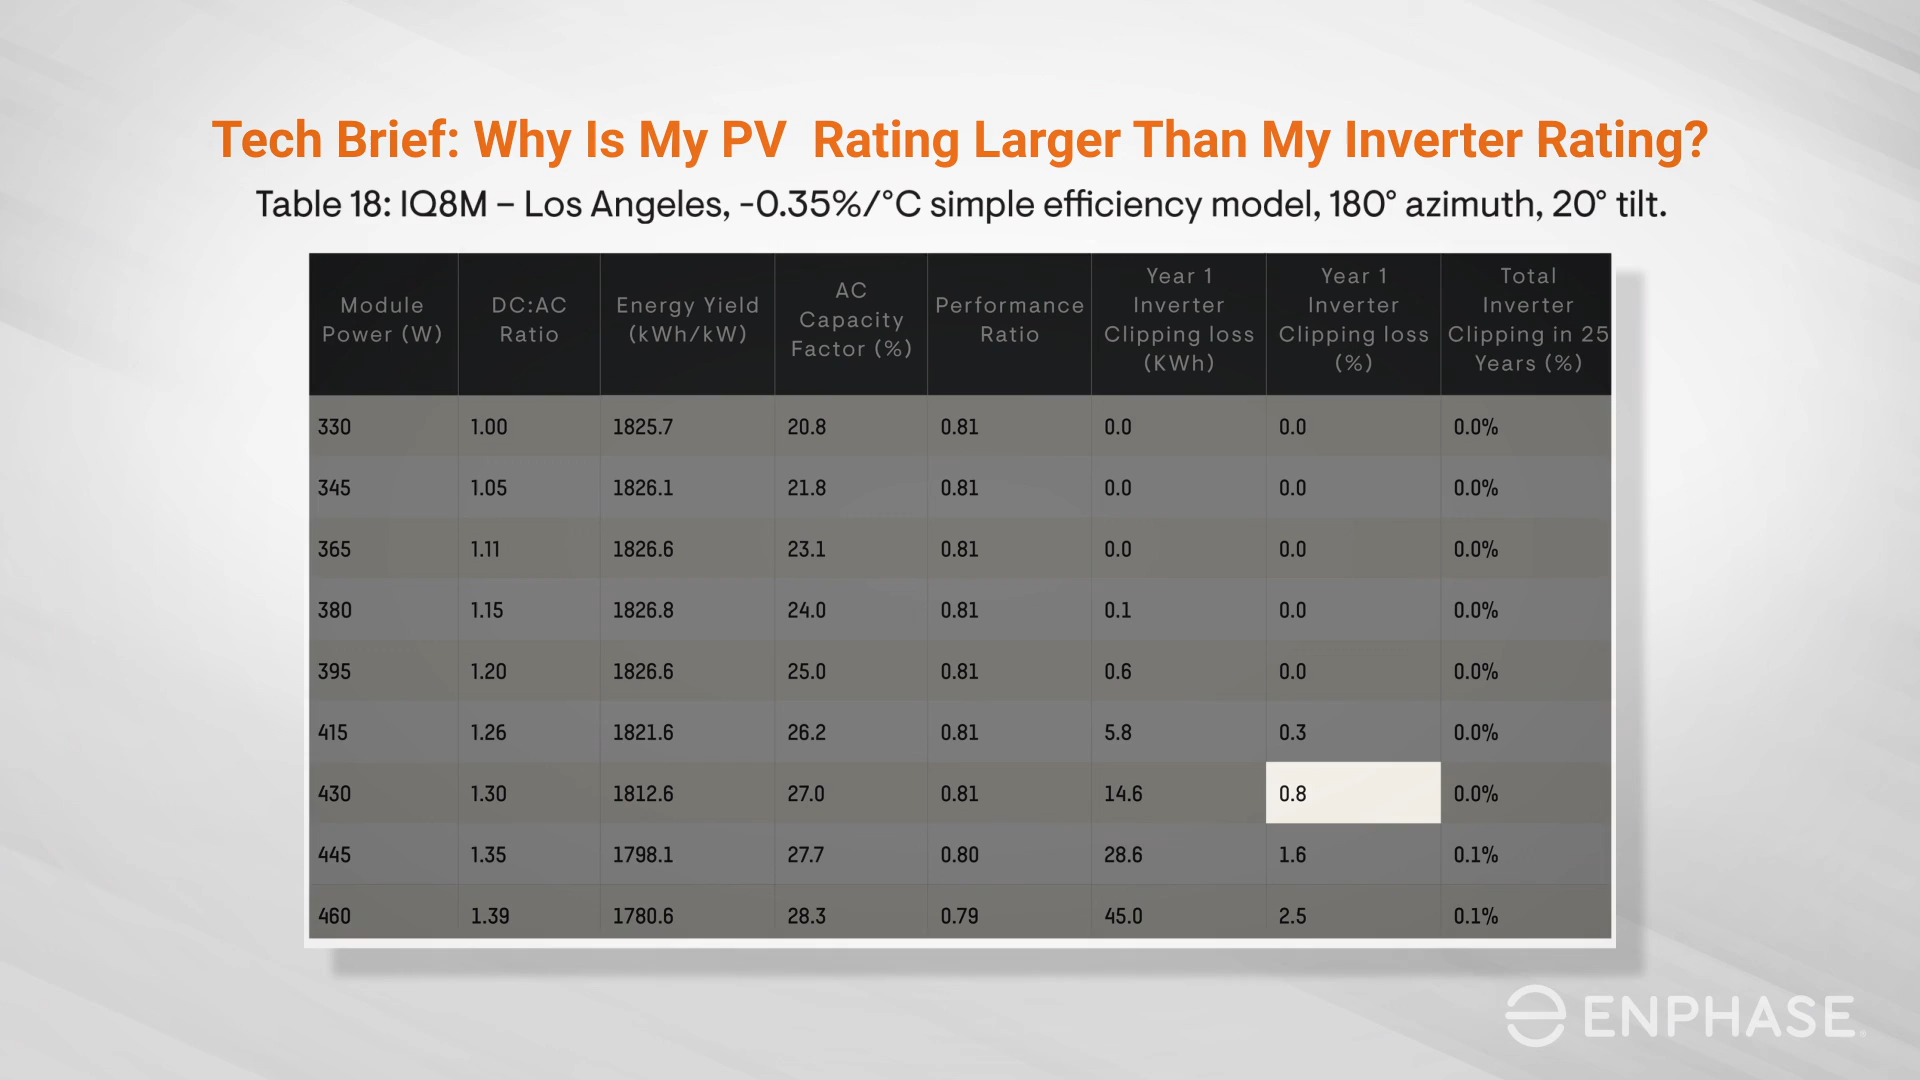 Tech Brief: Why Is My PV  Rating Larger Than My Inverter Rating?
Table 18: IQ8M – Los Angeles, -0.35%/°C simple efficiency model, 180° azimuth, 20° tilt.
Module Power (W) DC:AC Ratio Energy Yield (kWh/kW) AC Capacity Factor (%) Performance Ratio Year 1 Inverter Clipping loss (KWh) Year 1 Inverter Clipping loss (%) Total Inverter Clipping in 25 Years (%)
330 1.00 1825.7 20.8 0.81 0.0 0.0 0.0%
345 1.05 1826.1 21.8 0.81 0.0 0.0 0.0%
365 1.11 1826.6 23.1 0.81 0.0 0.0 0.0%
380 1.15 1826.8 24.0 0.81 0.1 0.0 0.0%
395 1.20 1826.6 25.0 0.81 0.6 0.0 0.0%
415 1.26 1821.6 26.2 0.81 5.8 0.3 0.0%
430 1.30 1812.6 27.0 0.81 14.6 0.8 0.0%
445 1.35 1798.1 27.7 0.80 28.6 1.6 0.1%
460 1.39 1780.6 28.3 0.79 45.0 2.5 0.1%
ENPHASE